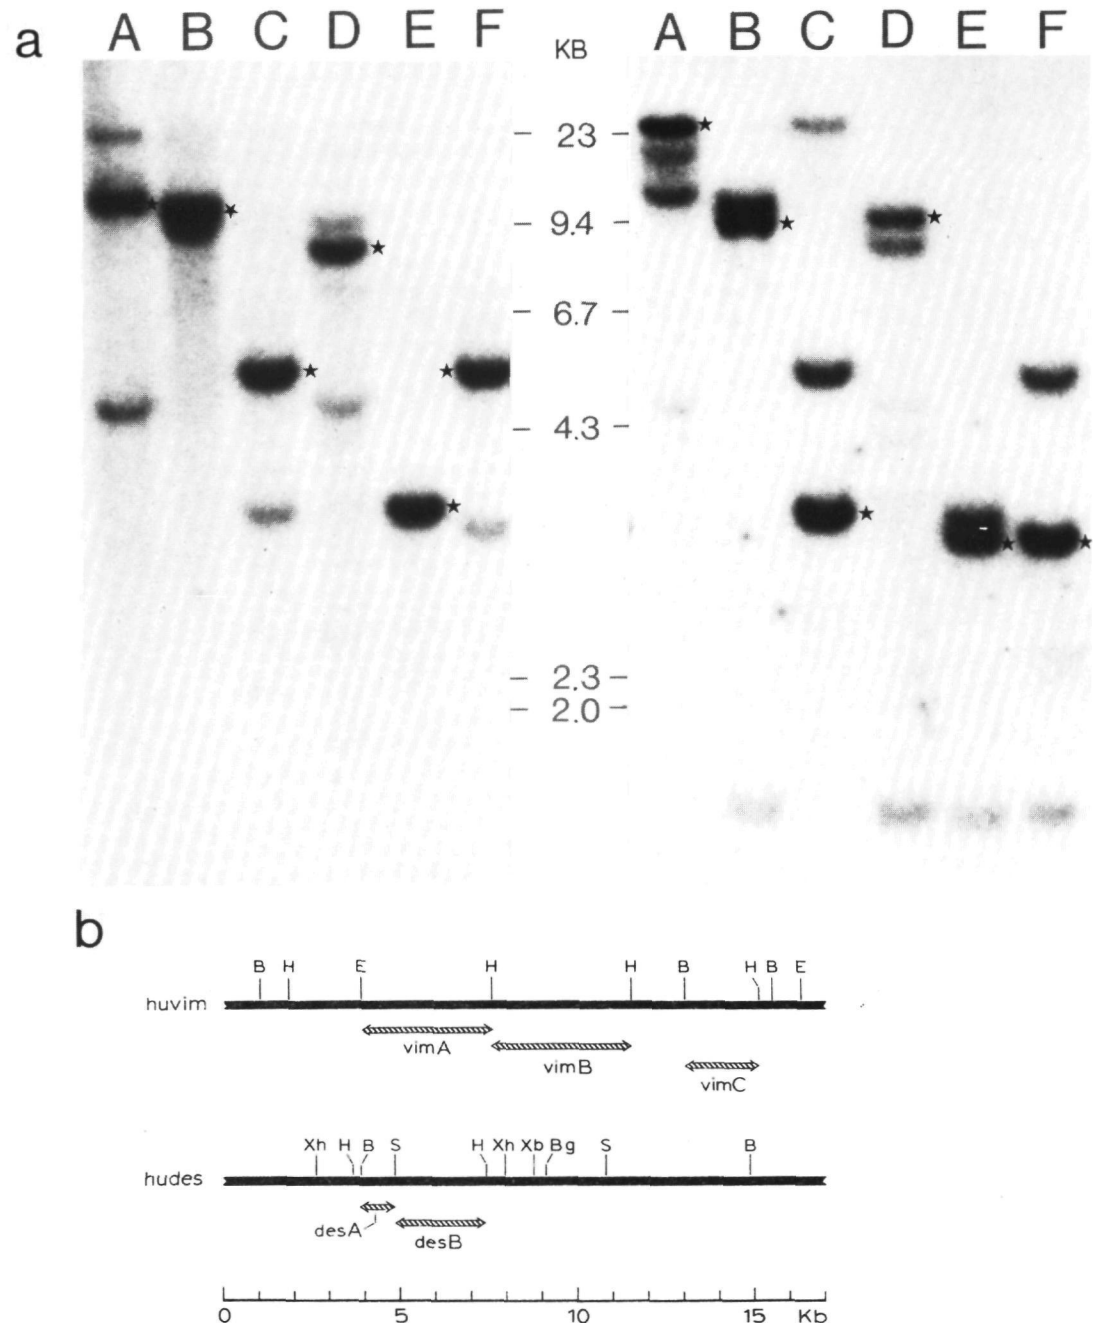 a
A B C D E F
KB
A B C D E F
23
9.4
6.7
4.3
2.3
2.0
b
B H E H H B H B E
huvim
vimA
vimB
vimC
Xh H B S H Xh Xb Bg S B
hudes
desA
desB
0 5 10 15 Kb